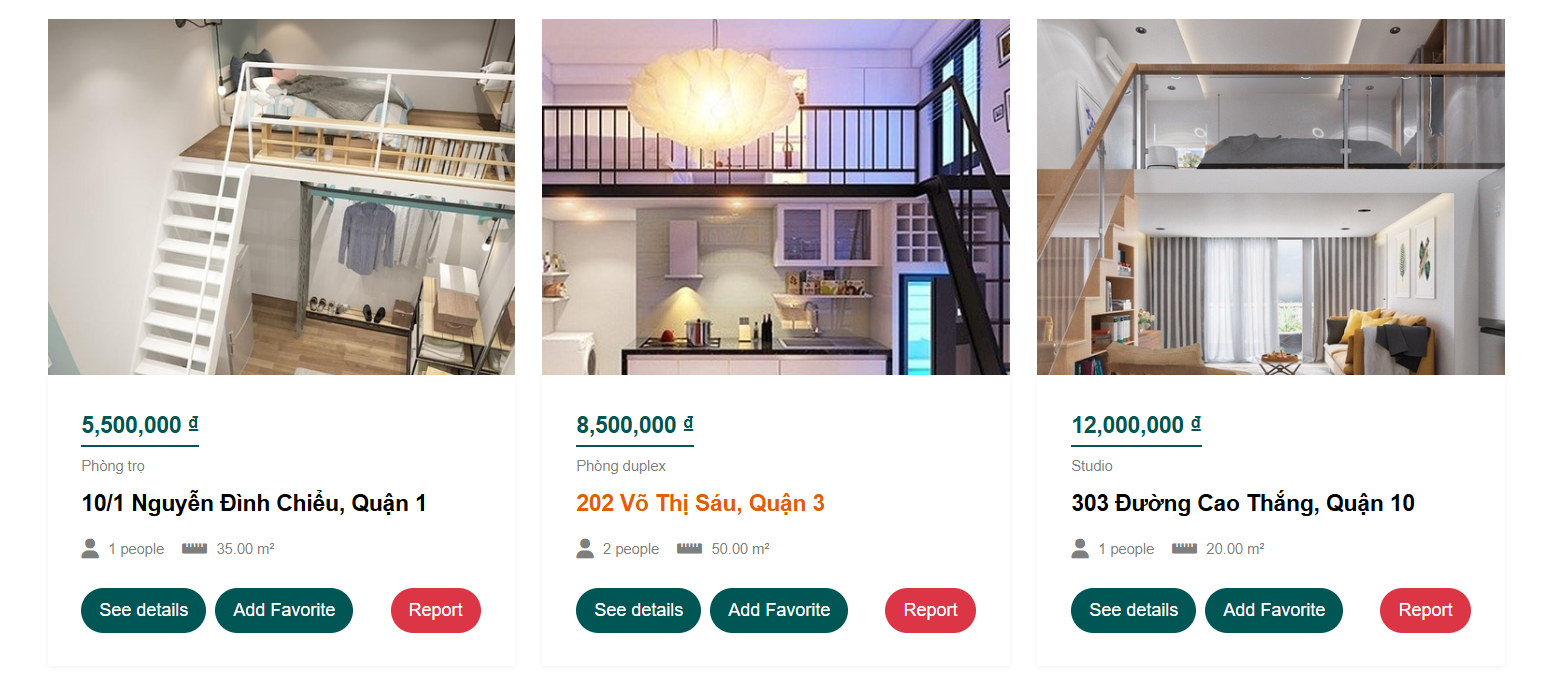 5,500,000 ₫
Phòng trọ
10/1 Nguyễn Đình Chiểu, Quận 1
1 people 35.00 m²
See details Add Favorite Report
8,500,000 ₫
Phòng duplex
202 Võ Thị Sáu, Quận 3
2 people 50.00 m²
See details Add Favorite Report
12,000,000 ₫
Studio
303 Đường Cao Thắng, Quận 10
1 people 20.00 m²
See details Add Favorite Report